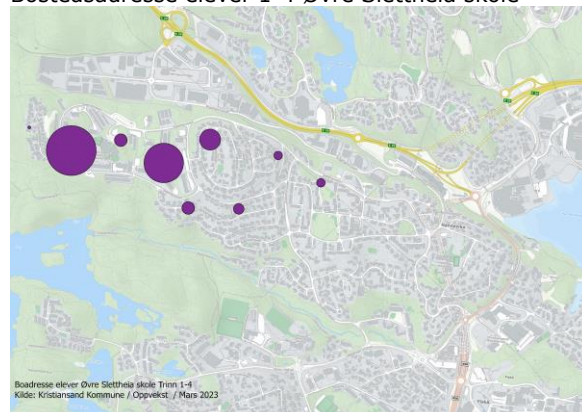 Bostedsadresse elever 1-4 Øvre Slettheia skole
Boadresse elever Øvre Slettheia skole Trinn 1-4
Kilde: Kristiansand Kommune / Oppvekst / Mars 2023